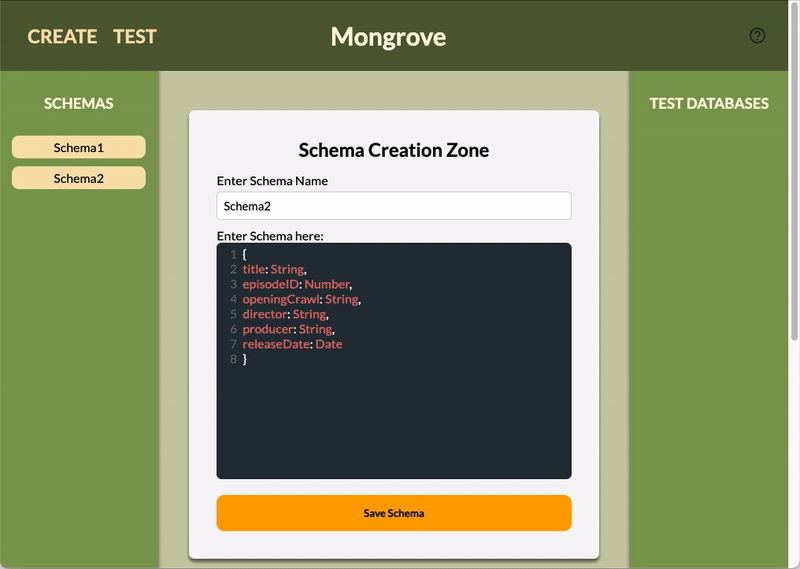 CREATE TEST
Mongrove
?
SCHEMAS
Schema1
Schema2
Schema Creation Zone
Enter Schema Name
Schema2
Enter Schema here:
1 {
2 title: String,
3 episodeID: Number,
4 openingCrawl: String,
5 director: String,
6 producer: String,
7 releaseDate: Date
8 }
Save Schema
TEST DATABASES